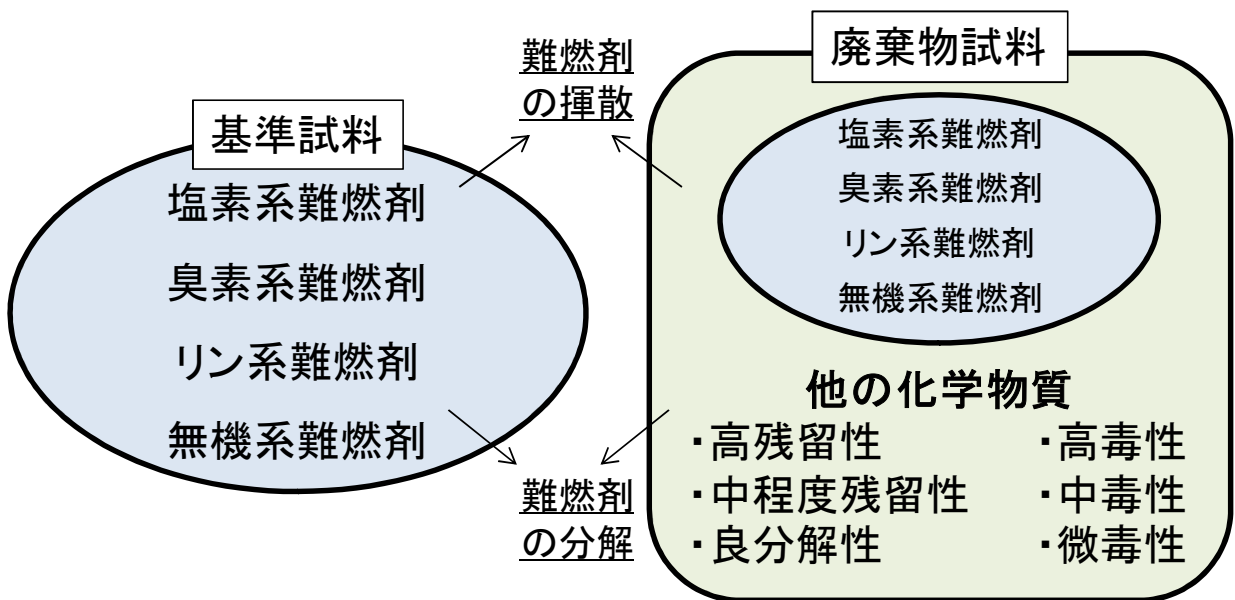 難燃剤
の揮散
基準試料
塩素系難燃剤
臭素系難燃剤
リン系難燃剤
無機系難燃剤
難燃剤
の分解
廃棄物試料
塩素系難燃剤
臭素系難燃剤
リン系難燃剤
無機系難燃剤
他の化学物質
・高残留性 ・高毒性
・中程度残留性 ・中毒性
・良分解性 ・微毒性